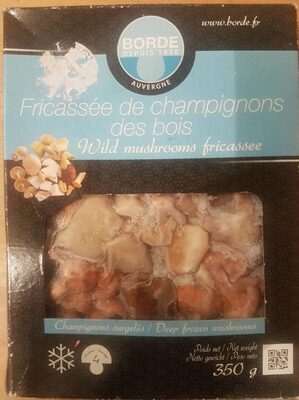 www.borde.fr
BORDE
DEPUIS 1920
AUVERGNE
Fricassée de champignons
des bois
Wild mushrooms fricassee
Champignons surgelés / Deep frozen mushrooms
4
Poids net / Net weight
Netto gewicht / Peso neto
350 g